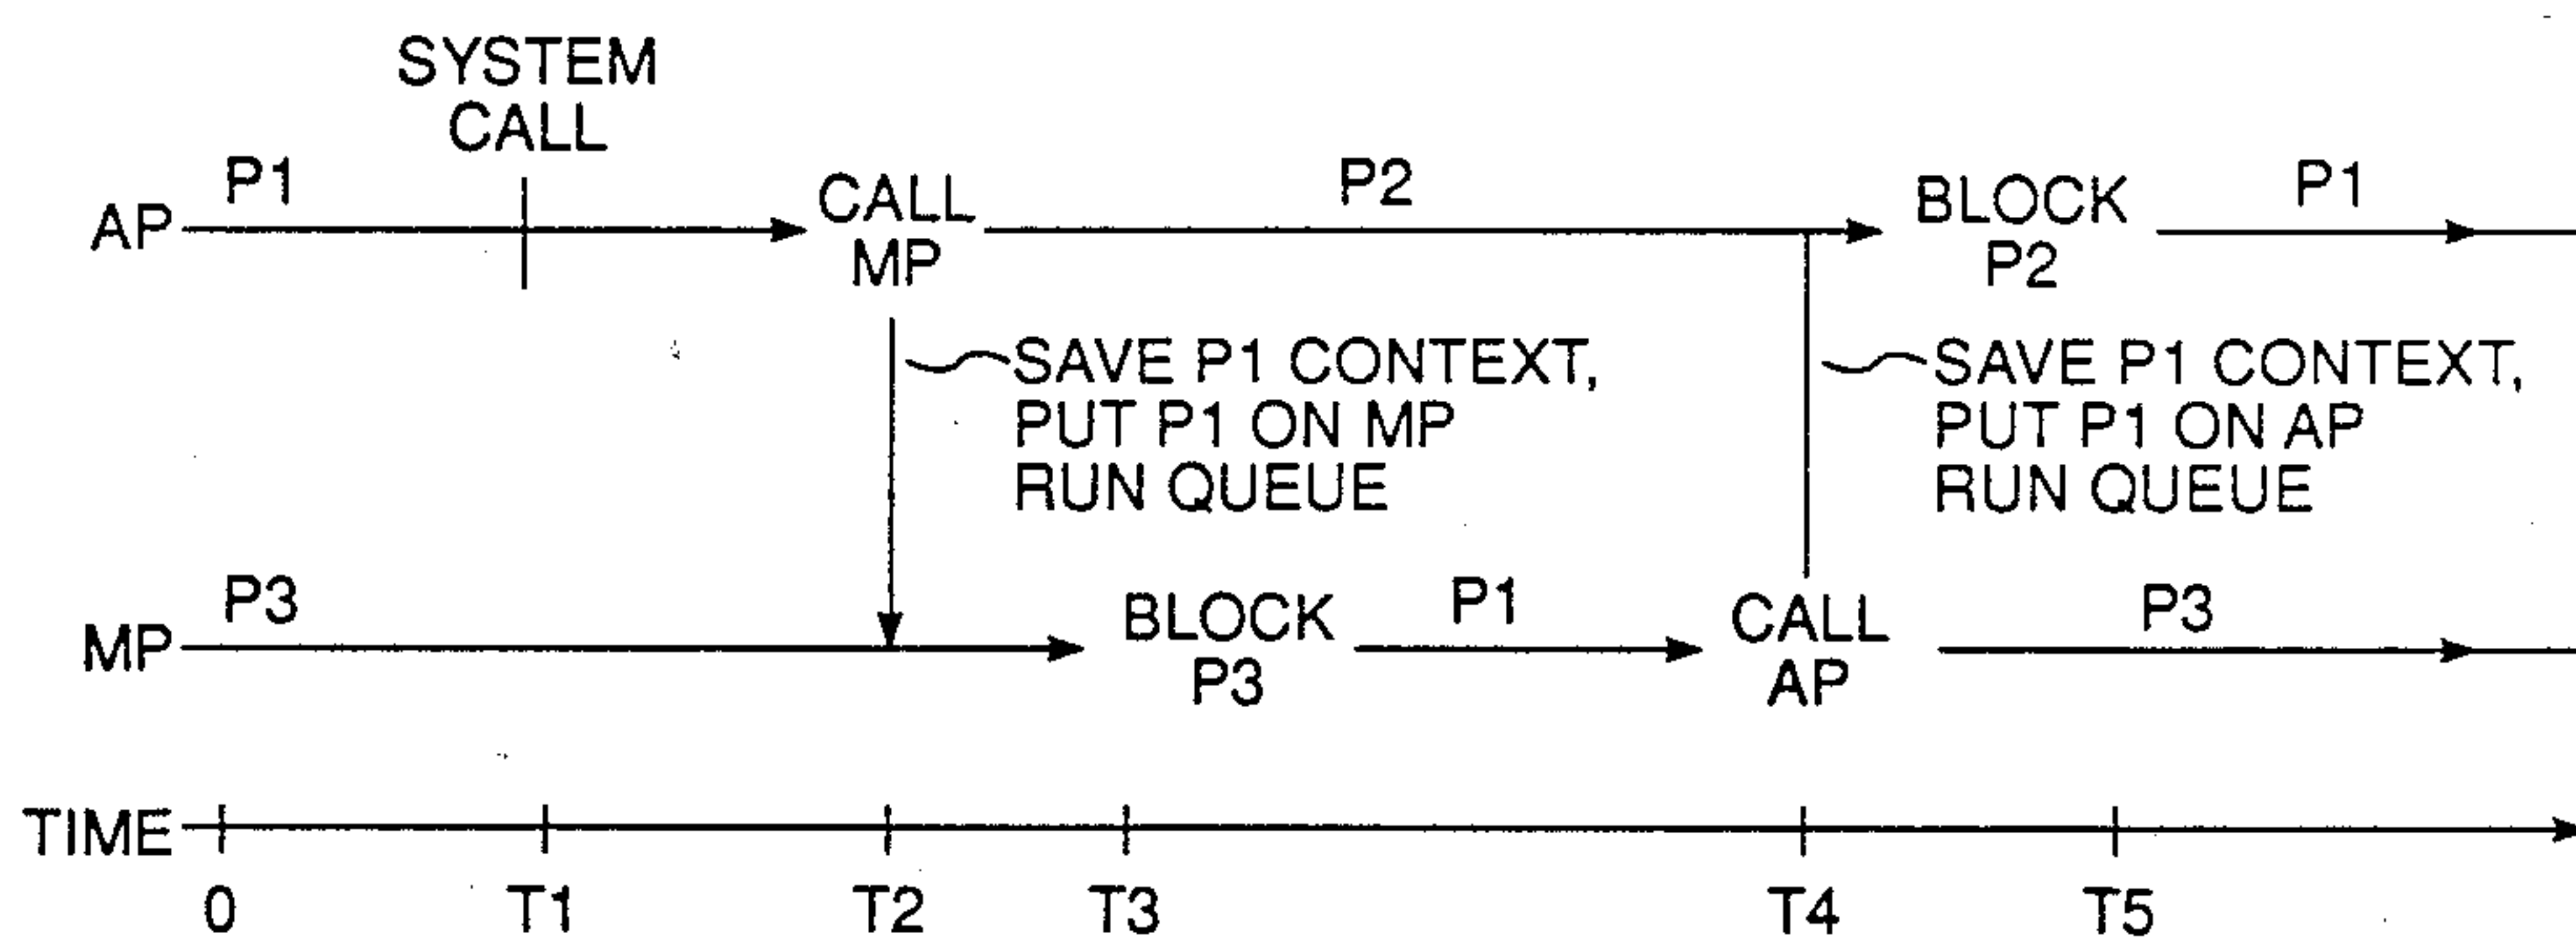 SYSTEM
CALL
AP
P1
CALL
MP
P2
BLOCK
P2
P1
SAVE P1 CONTEXT,
PUT P1 ON MP
RUN QUEUE
SAVE P1 CONTEXT,
PUT P1 ON AP
RUN QUEUE
MP
P3
BLOCK
P3
P1
CALL
AP
P3
TIME
0 T1 T2 T3 T4 T5